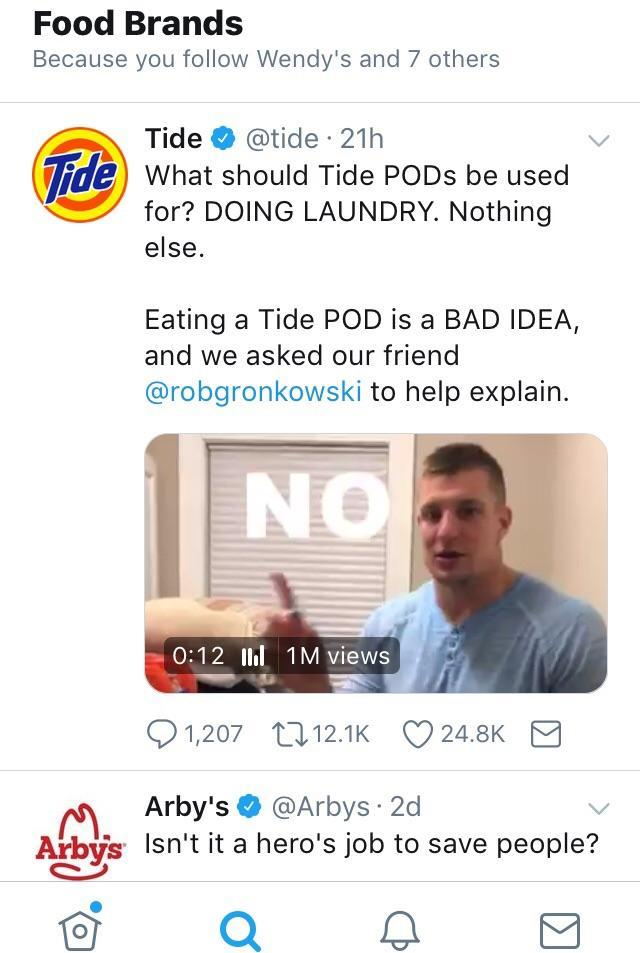 Food Brands
Because you follow Wendy's and 7 others
Tide @tide · 21h
Tide
What should Tide PODs be used
for? DOING LAUNDRY. Nothing
else.
Eating a Tide POD is a BAD IDEA,
and we asked our friend
@robgronkowski to help explain.
NO
0:12 1M views
1,207 12.1K 24.8K
Arby's @Arbys · 2d
Arby's
Isn't it a hero's job to save people?